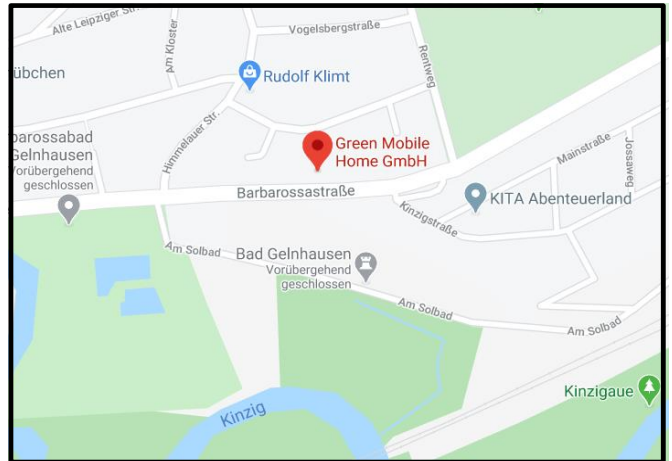 Alte Leipziger Str.
Vogelsbergstraße
Am Kloster
Rentweg
übchen
Rudolf Klimt
barossabad
Gelnhausen
Vorübergehend
geschlossen
Himmelauer Str.
Green Mobile
Home GmbH
Mainstraße
Jossaweg
Barbarossastraße
KITA Abenteuerland
Kinzigstraße
Am Solbad
Bad Gelnhausen
Vorübergehend
geschlossen
Am Solbad
Am Solbad
Kinzigaue
Kinzig